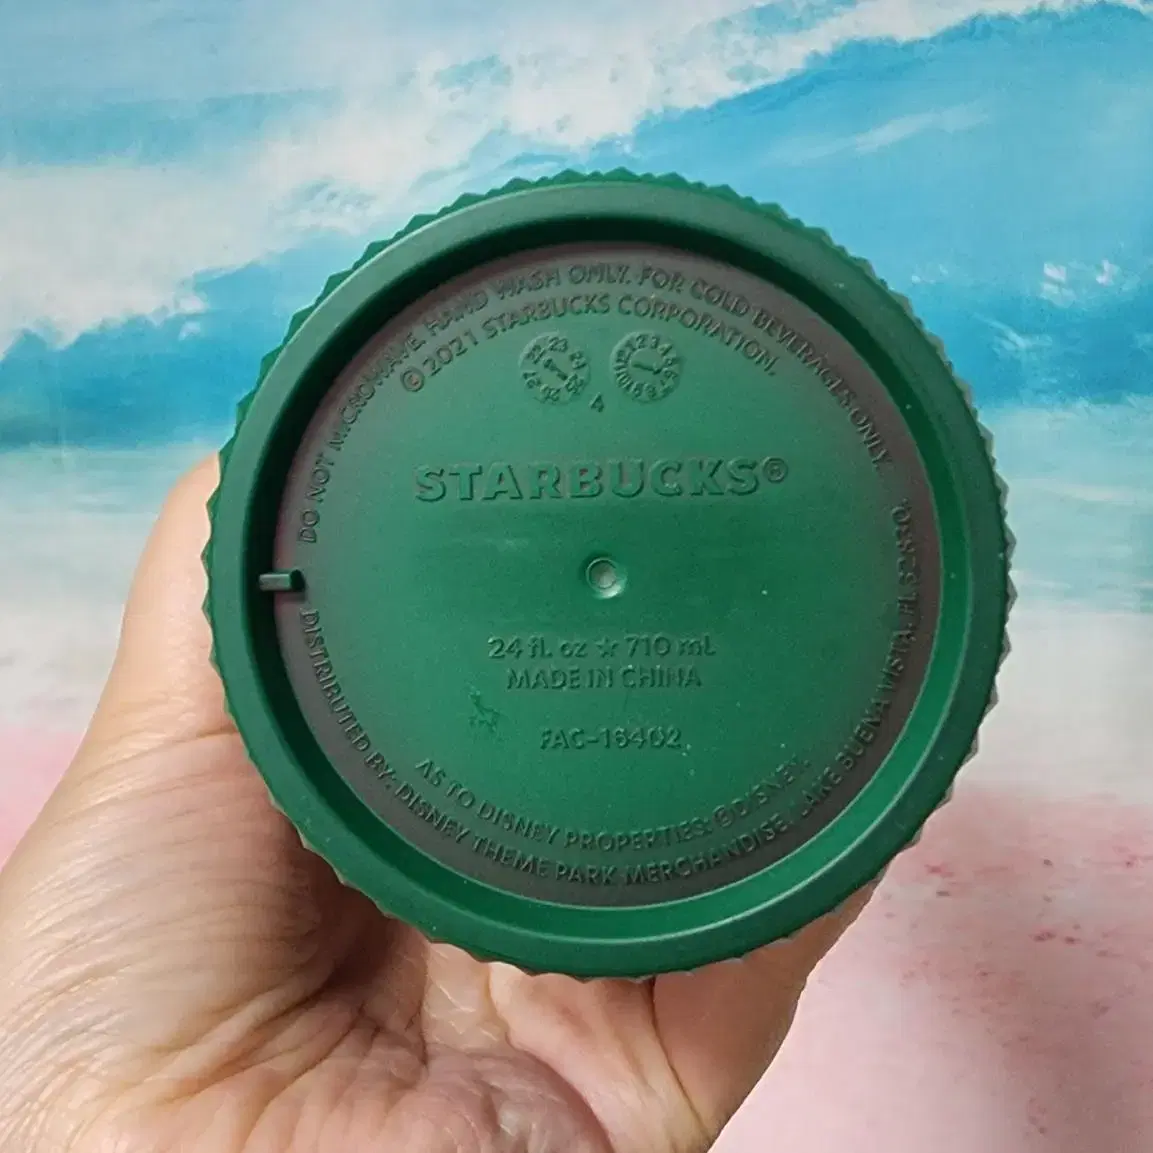 DO NOT MICROWAVE. HAND WASH ONLY. FOR COLD BEVERAGES ONLY.
© 2021 STARBUCKS CORPORATION.
4
STARBUCKS®
24 fl. oz ☆ 710 mL
MADE IN CHINA
FAC-16402
AS TO DISNEY PROPERTIES: ©DISNEY.
DISTRIBUTED BY: DISNEY THEME PARK MERCHANDISE, LAKE BUENA VISTA, FL 32830